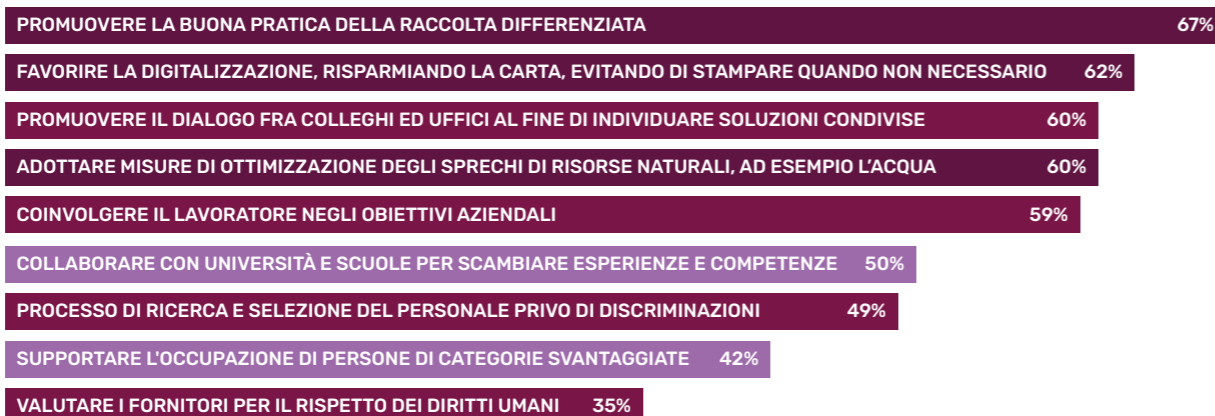 PROMUOVERE LA BUONA PRATICA DELLA RACCOLTA DIFFERENZIATA 67%
FAVORIRE LA DIGITALIZZAZIONE, RISPARMIANDO LA CARTA, EVITANDO DI STAMPARE QUANDO NON NECESSARIO 62%
PROMUOVERE IL DIALOGO FRA COLLEGHI ED UFFICI AL FINE DI INDIVIDUARE SOLUZIONI CONDIVISE 60%
ADOTTARE MISURE DI OTTIMIZZAZIONE DEGLI SPRECHI DI RISORSE NATURALI, AD ESEMPIO L’ACQUA 60%
COINVOLGERE IL LAVORATORE NEGLI OBIETTIVI AZIENDALI 59%
COLLABORARE CON UNIVERSITÀ E SCUOLE PER SCAMBIARE ESPERIENZE E COMPETENZE 50%
PROCESSO DI RICERCA E SELEZIONE DEL PERSONALE PRIVO DI DISCRIMINAZIONI 49%
SUPPORTARE L'OCCUPAZIONE DI PERSONE DI CATEGORIE SVANTAGGIATE 42%
VALUTARE I FORNITORI PER IL RISPETTO DEI DIRITTI UMANI 35%